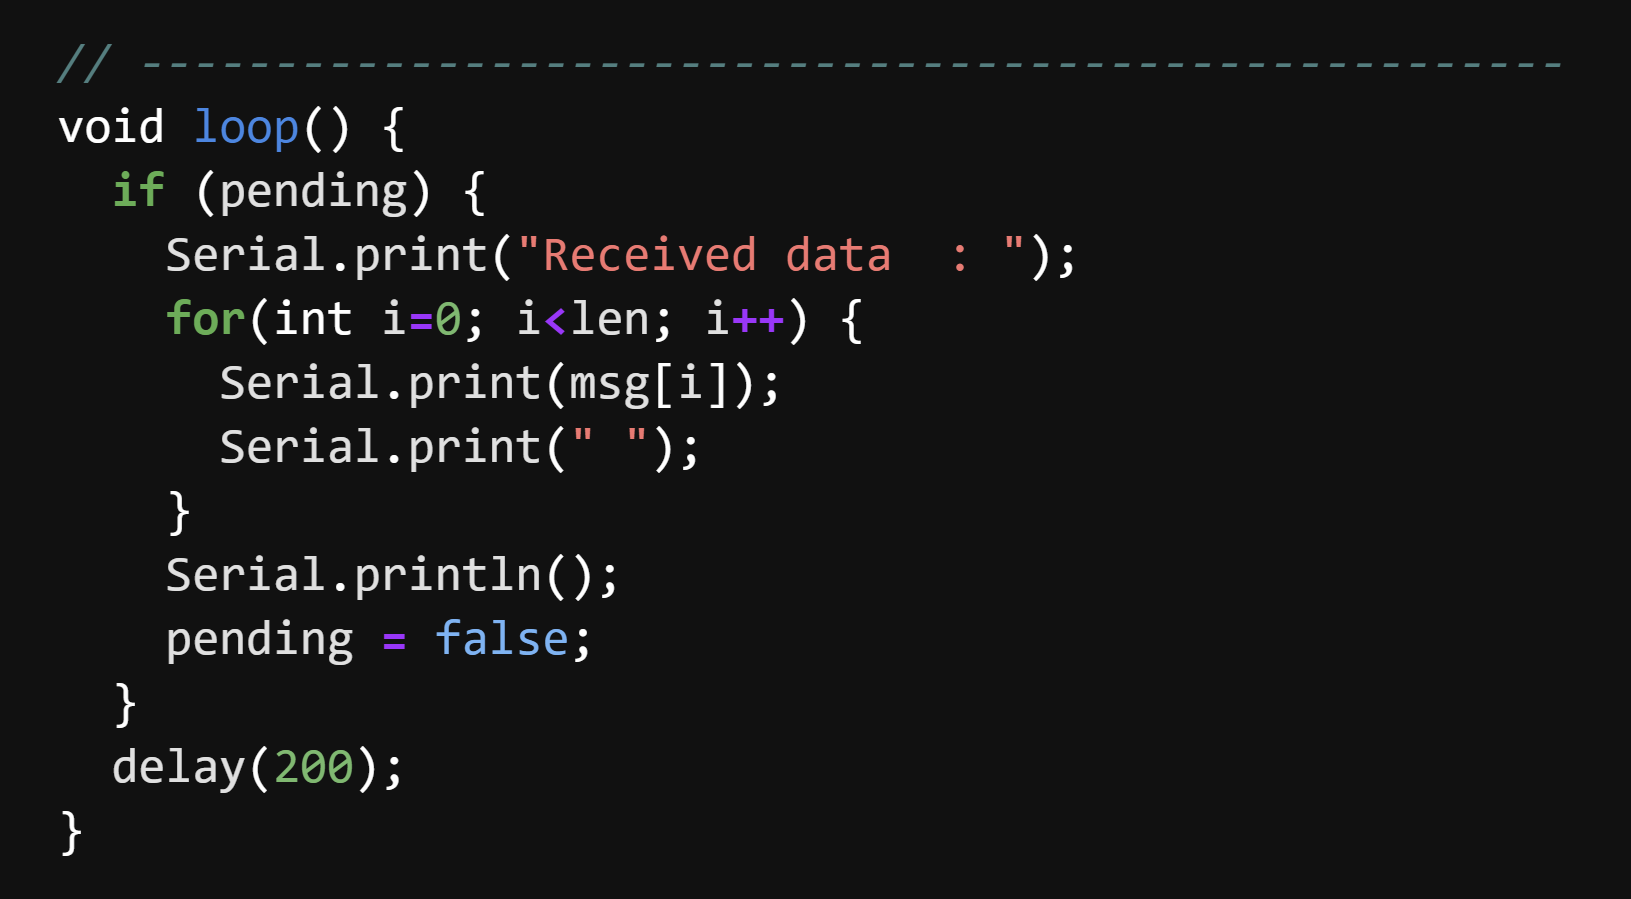 // -----------------------------------------------------
void loop() {
  if (pending) {
    Serial.print("Received data  : ");
    for(int i=0; i<len; i++) {
      Serial.print(msg[i]);
      Serial.print(" ");
    }
    Serial.println();
    pending = false;
  }
  delay(200);
}